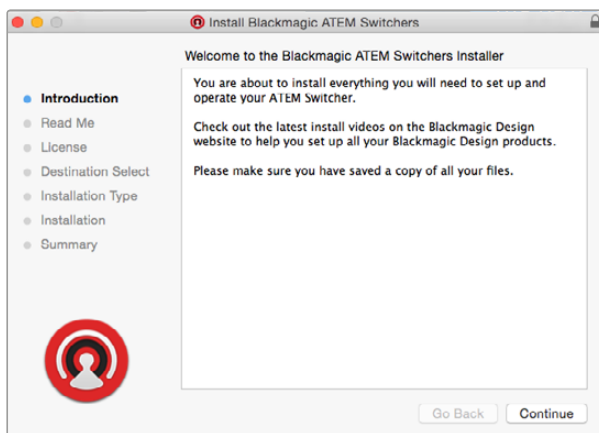 Install Blackmagic ATEM Switchers
Welcome to the Blackmagic ATEM Switchers Installer
Introduction
Read Me
License
Destination Select
Installation Type
Installation
Summary
You are about to install everything you will need to set up and
operate your ATEM Switcher.
Check out the latest install videos on the Blackmagic Design
website to help you set up all your Blackmagic Design products.
Please make sure you have saved a copy of all your files.
Go Back
Continue